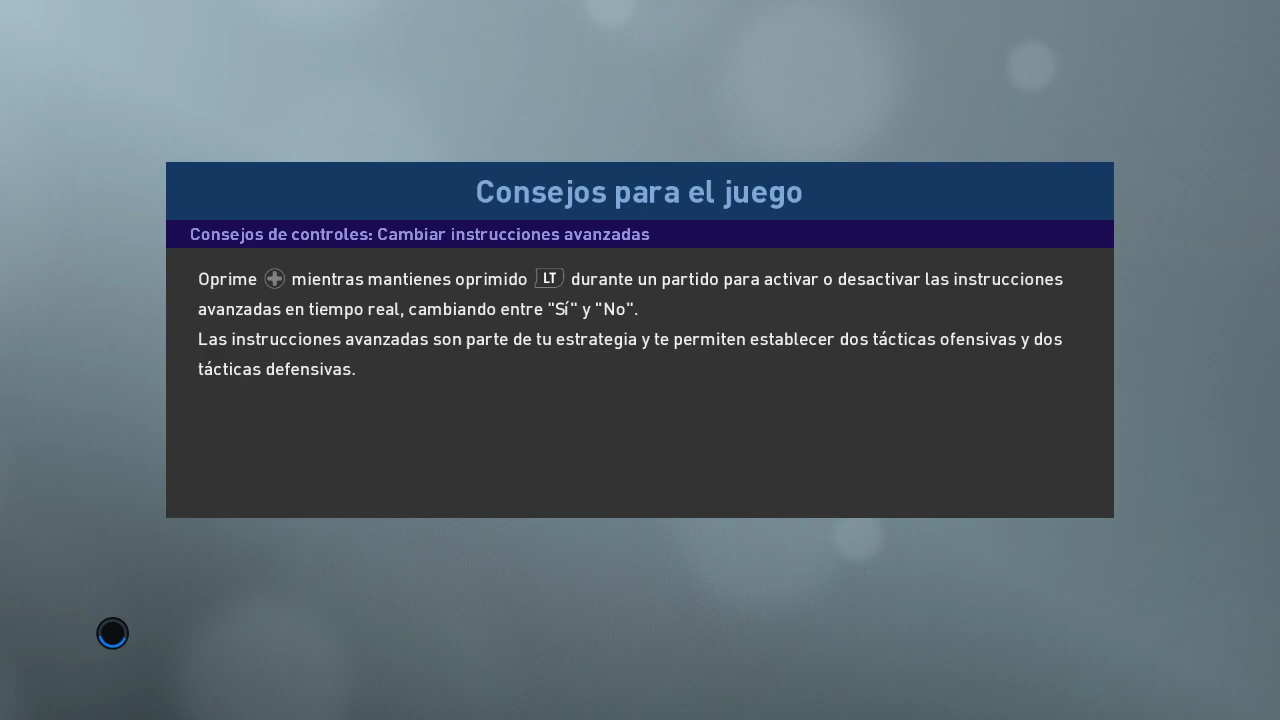 Consejos para el juego
Consejos de controles: Cambiar instrucciones avanzadas
Oprime mientras mantienes oprimido LT durante un partido para activar o desactivar las instrucciones
avanzadas en tiempo real, cambiando entre "Sí" y "No".
Las instrucciones avanzadas son parte de tu estrategia y te permiten establecer dos tácticas ofensivas y dos
tácticas defensivas.